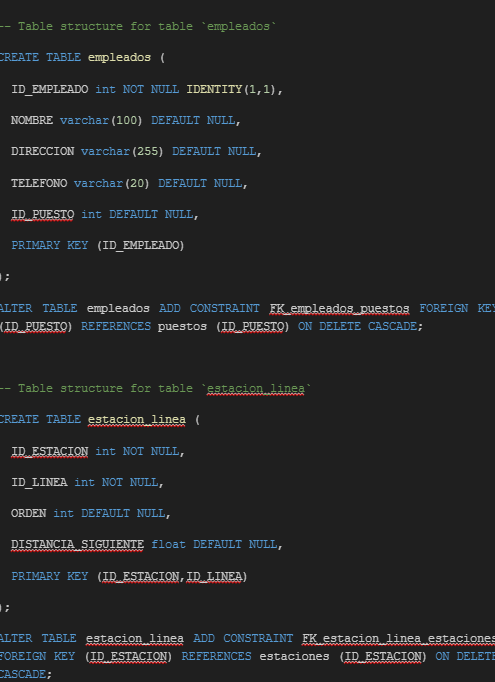 -- Table structure for table `empleados`
CREATE TABLE empleados (
ID_EMPLEADO int NOT NULL IDENTITY(1,1),
NOMBRE varchar(100) DEFAULT NULL,
DIRECCION varchar(255) DEFAULT NULL,
TELEFONO varchar(20) DEFAULT NULL,
ID_PUESTO int DEFAULT NULL,
PRIMARY KEY (ID_EMPLEADO)
);
ALTER TABLE empleados ADD CONSTRAINT FK_empleados_puestos FOREIGN KEY
(ID_PUESTO) REFERENCES puestos (ID_PUESTO) ON DELETE CASCADE;
-- Table structure for table `estacion_linea`
CREATE TABLE estacion_linea (
ID_ESTACION int NOT NULL,
ID_LINEA int NOT NULL,
ORDEN int DEFAULT NULL,
DISTANCIA_SIGUIENTE float DEFAULT NULL,
PRIMARY KEY (ID_ESTACION,ID_LINEA)
);
ALTER TABLE estacion_linea ADD CONSTRAINT FK_estacion_linea_estaciones
FOREIGN KEY (ID_ESTACION) REFERENCES estaciones (ID_ESTACION) ON DELETE
CASCADE;